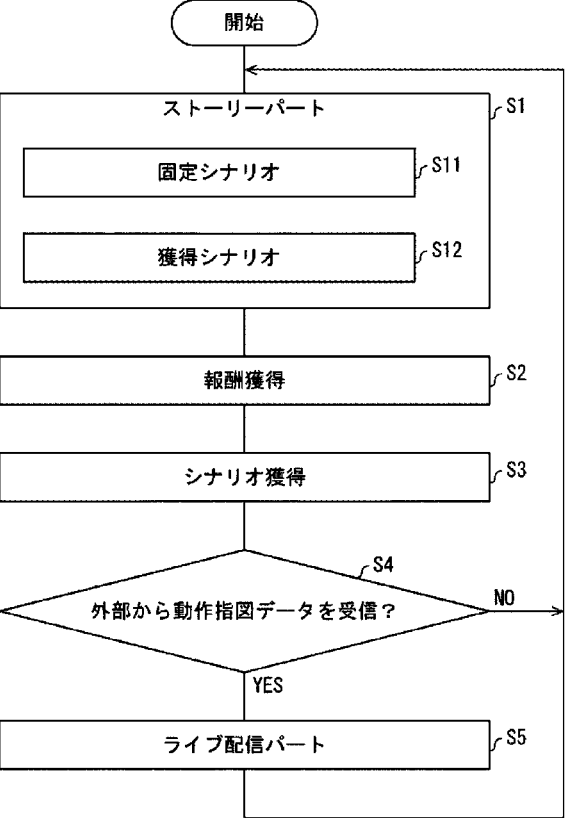 開始
ストーリーパート
S1
固定シナリオ
S11
獲得シナリオ
S12
報酬獲得
S2
シナリオ獲得
S3
S4
外部から動作指図データを受信？
NO
YES
ライブ配信パート
S5